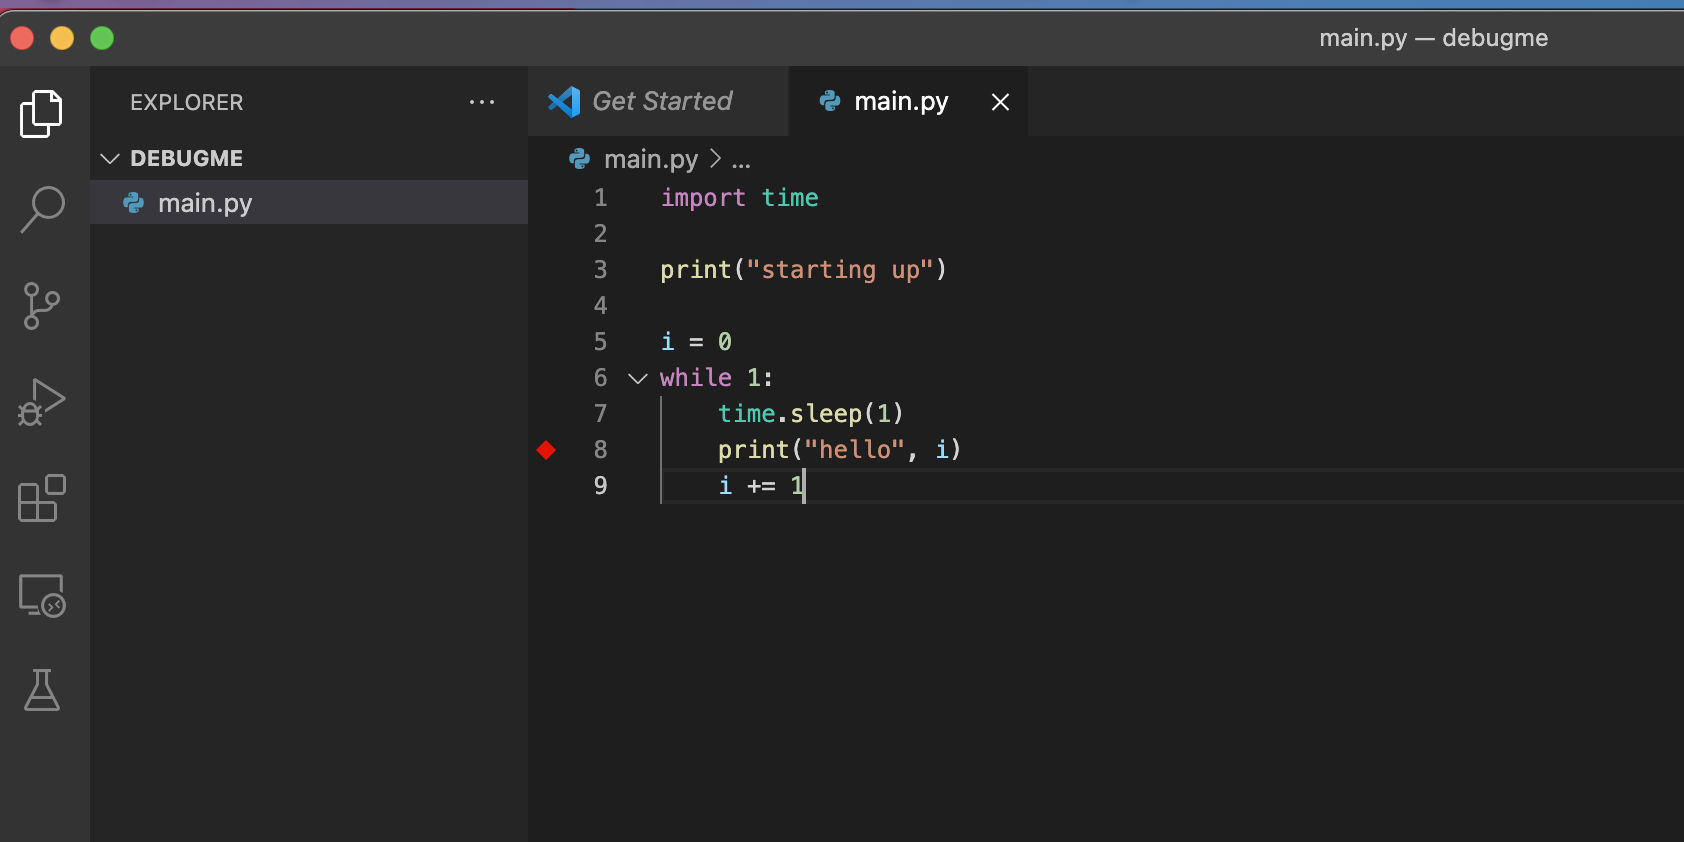 main.py — debugme
EXPLORER
Get Started
main.py
DEBUGME
main.py
main.py > ...
1 import time
2
3 print("starting up")
4
5 i = 0
6 while 1:
7     time.sleep(1)
8     print("hello", i)
9     i += 1